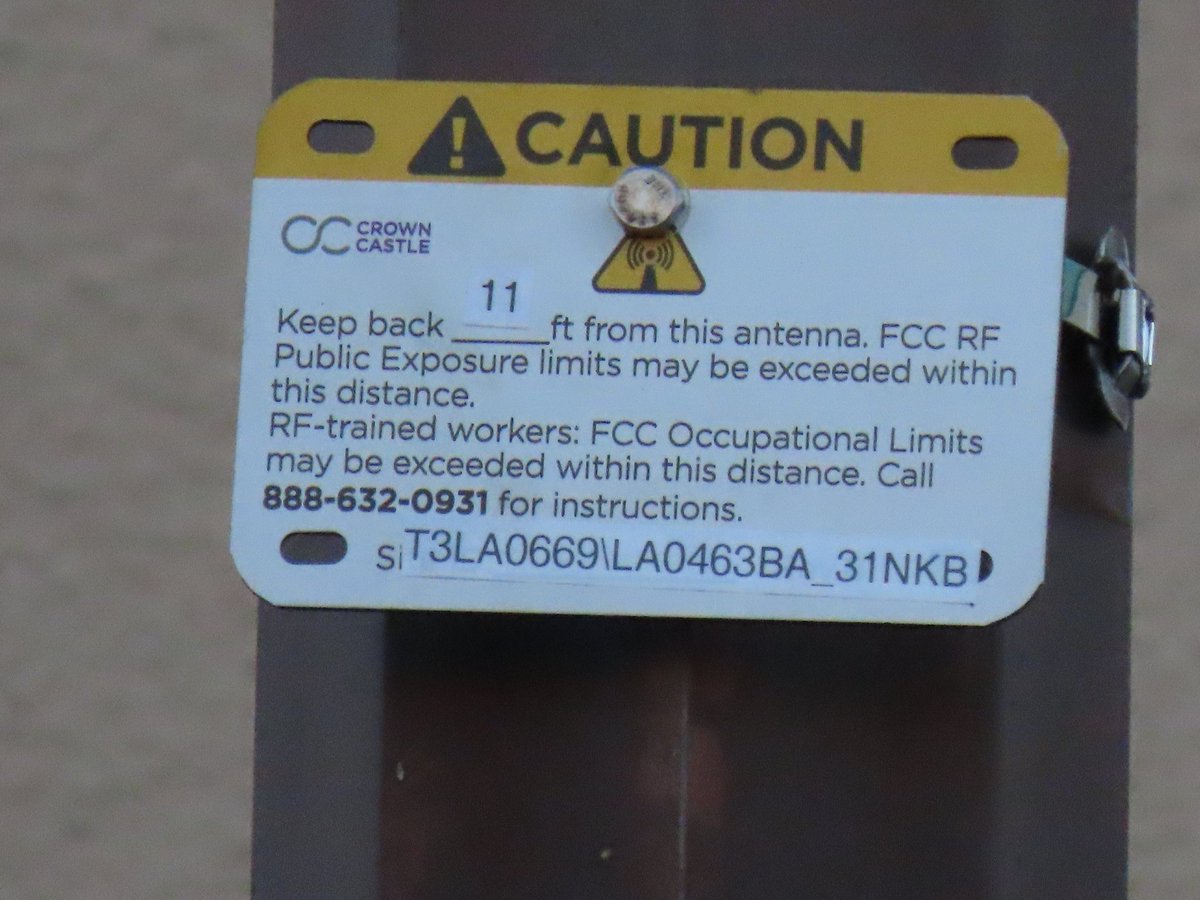 CAUTION
CROWN
CASTLE
Keep back 11 ft from this antenna. FCC RF
Public Exposure limits may be exceeded within
this distance.
RF-trained workers: FCC Occupational Limits
may be exceeded within this distance. Call
888-632-0931 for instructions.
Si T3LA0669\LA0463BA_31NKB